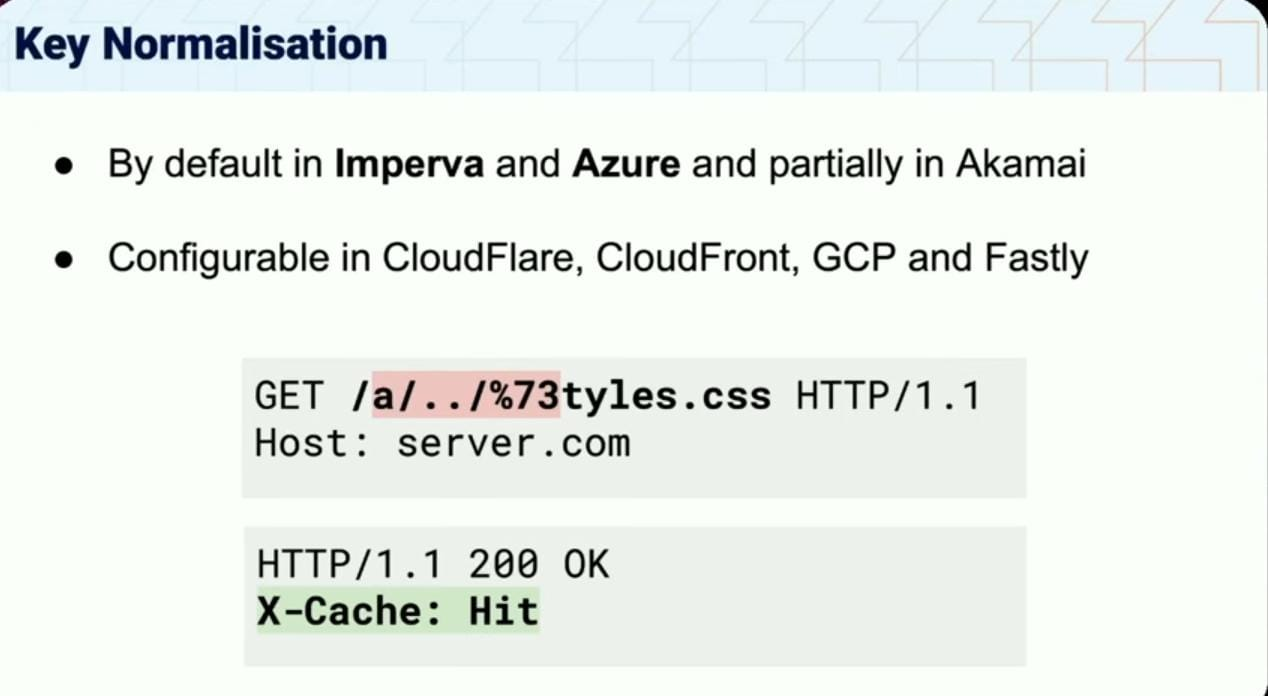 Key Normalisation
● By default in Imperva and Azure and partially in Akamai
● Configurable in CloudFlare, CloudFront, GCP and Fastly
GET /a/../%73tyles.css HTTP/1.1
Host: server.com
HTTP/1.1 200 OK
X-Cache: Hit